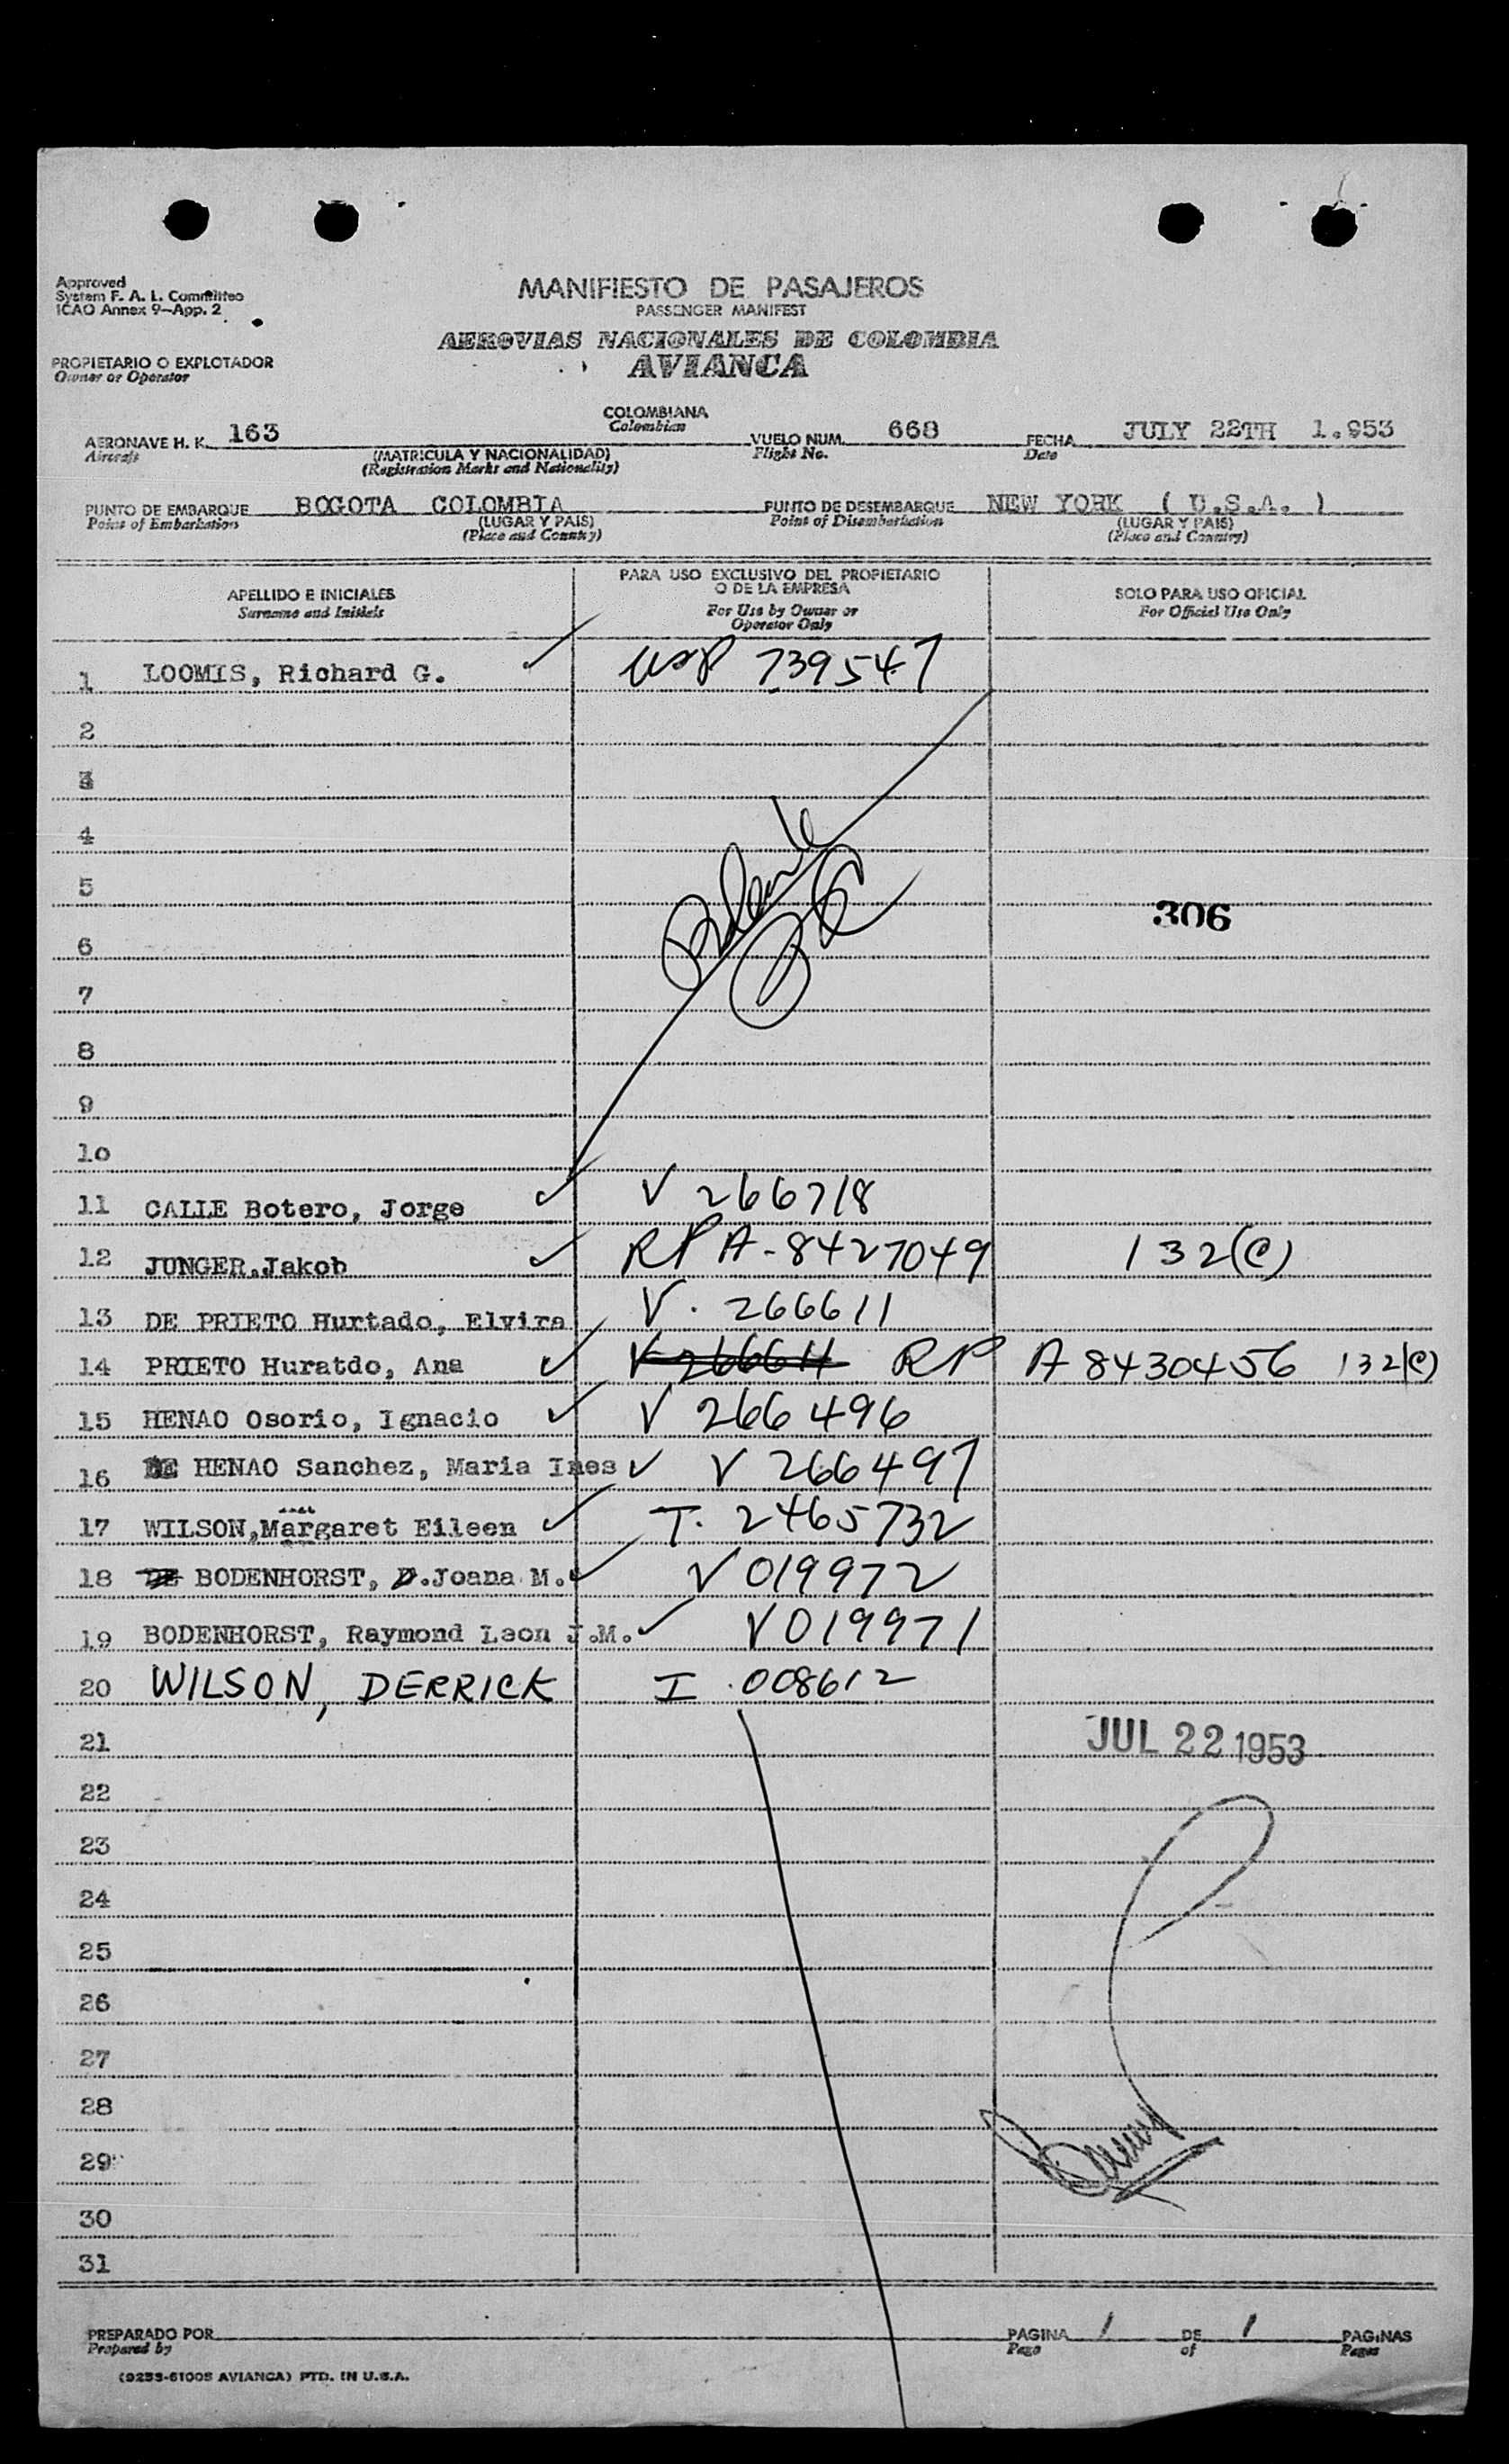 Approved
System F. A. L. Committee
ICAO Annex 9—App. 2
MANIFIESTO DE PASAJEROS
PASSENGER MANIFEST
AEROVIAS NACIONALES DE COLOMBIA
AVIANCA
PROPIETARIO O EXPLOTADOR
Owner or Operator
COLOMBIANA
Colombian
AERONAVE H. K. 163 VUELO NUM. 668 FECHA JULY 22TH 1.953
Aircraft (MATRICULA Y NACIONALIDAD) Flight No. Date
(Registration Marks and Nationality)
PUNTO DE EMBARQUE BOGOTA COLOMBIA PUNTO DE DESEMBARQUE NEW YORK ( U.S.A. )
Point of Embarkation (LUGAR Y PAIS) Point of Disembarkation (LUGAR Y PAIS)
(Place and Country) (Place and Country)
APELLIDO E INICIALES PARA USO EXCLUSIVO DEL PROPIETARIO O DE LA EMPRESA SOLO PARA USO OFICIAL
Surname and Initials For Use by Owner or Operator Only For Official Use Only
1 LOOMIS, Richard G. USP 739547
2
3
4
Blank
5
306
6
7
8
9
10
11 CALLE Botero, Jorge V 266718
12 JUNGER,Jakob RP A-8427049 132(C)
13 DE PRIETO Hurtado, Elvira V. 266611
14 PRIETO Huratdo, Ana V 266611 RP A 8430456 132(C)
15 HENAO Osorio, Ignacio V 266496
16 DE HENAO Sanchez, Maria Ines V 266497
17 WILSON,Margaret Eileen T. 2465732
18 DE BODENHORST, D.Joana M. V 019972
19 BODENHORST, Raymond Leon J.M. V 019971
20 WILSON, DERRICK I 008612
21 JUL 22 1953
22
23
24
25
26
27
28
29
30
31
PREPARADO POR PAGINA 1 DE 1 PAGINAS
Prepared by Page of Pages
(9253-6100S AVIANCA) PTD. IN U.S.A.